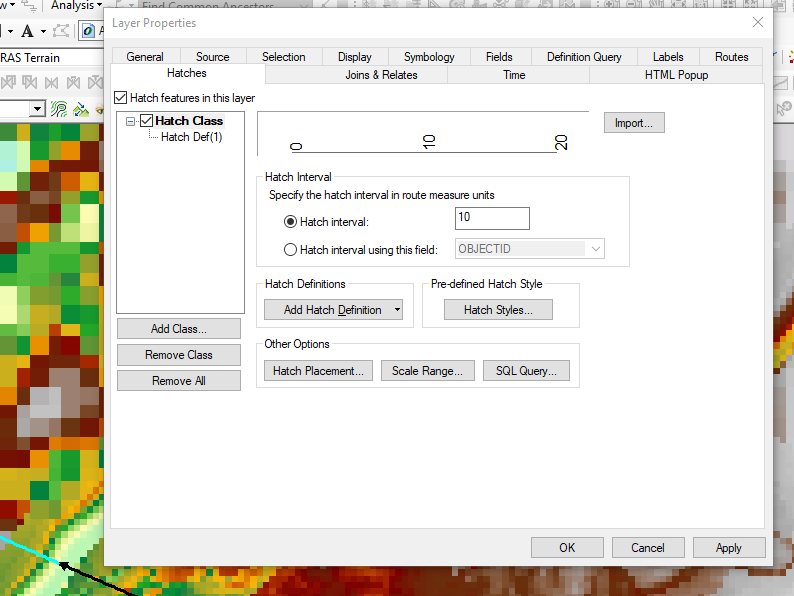 Analysis
Find Common Ancestors
A
RAS Terrain
Layer Properties
General Source Selection Display Symbology Fields Definition Query Labels Routes
Hatches Joins & Relates Time HTML Popup
Hatch features in this layer
Hatch Class
Hatch Def(1)
0 10 20
Import...
Hatch Interval
Specify the hatch interval in route measure units
Hatch interval: 10
Hatch interval using this field: OBJECTID
Hatch Definitions
Add Hatch Definition
Pre-defined Hatch Style
Hatch Styles...
Add Class...
Remove Class
Remove All
Other Options
Hatch Placement... Scale Range... SQL Query...
OK Cancel Apply